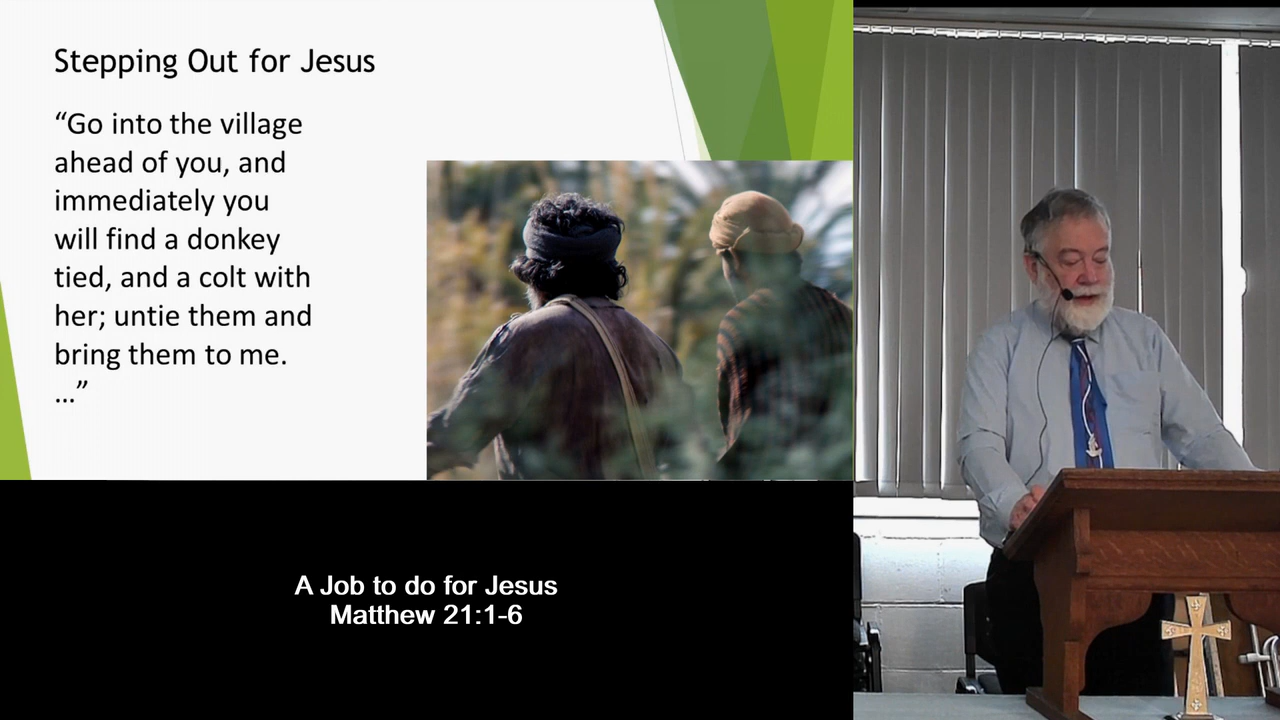 Stepping Out for Jesus
“Go into the village
ahead of you, and
immediately you
will find a donkey
tied, and a colt with
her; untie them and
bring them to me.
...”
A Job to do for Jesus
Matthew 21:1-6